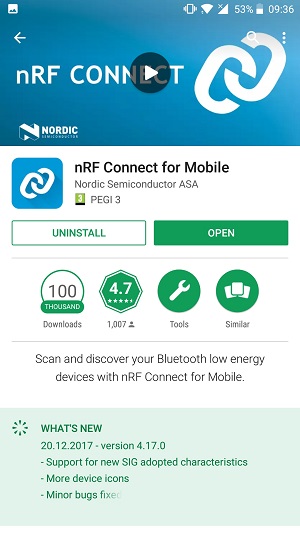 53% 09:36
nRF CONNECT
NORDIC
SEMICONDUCTOR
nRF Connect for Mobile
Nordic Semiconductor ASA
3 PEGI 3
UNINSTALL
OPEN
100
THOUSAND
Downloads
4.7
1,007
Tools
Similar
Scan and discover your Bluetooth low energy
devices with nRF Connect for Mobile.
WHAT'S NEW
20.12.2017 - version 4.17.0
- Support for new SIG adopted characteristics
- More device icons
- Minor bugs fixed